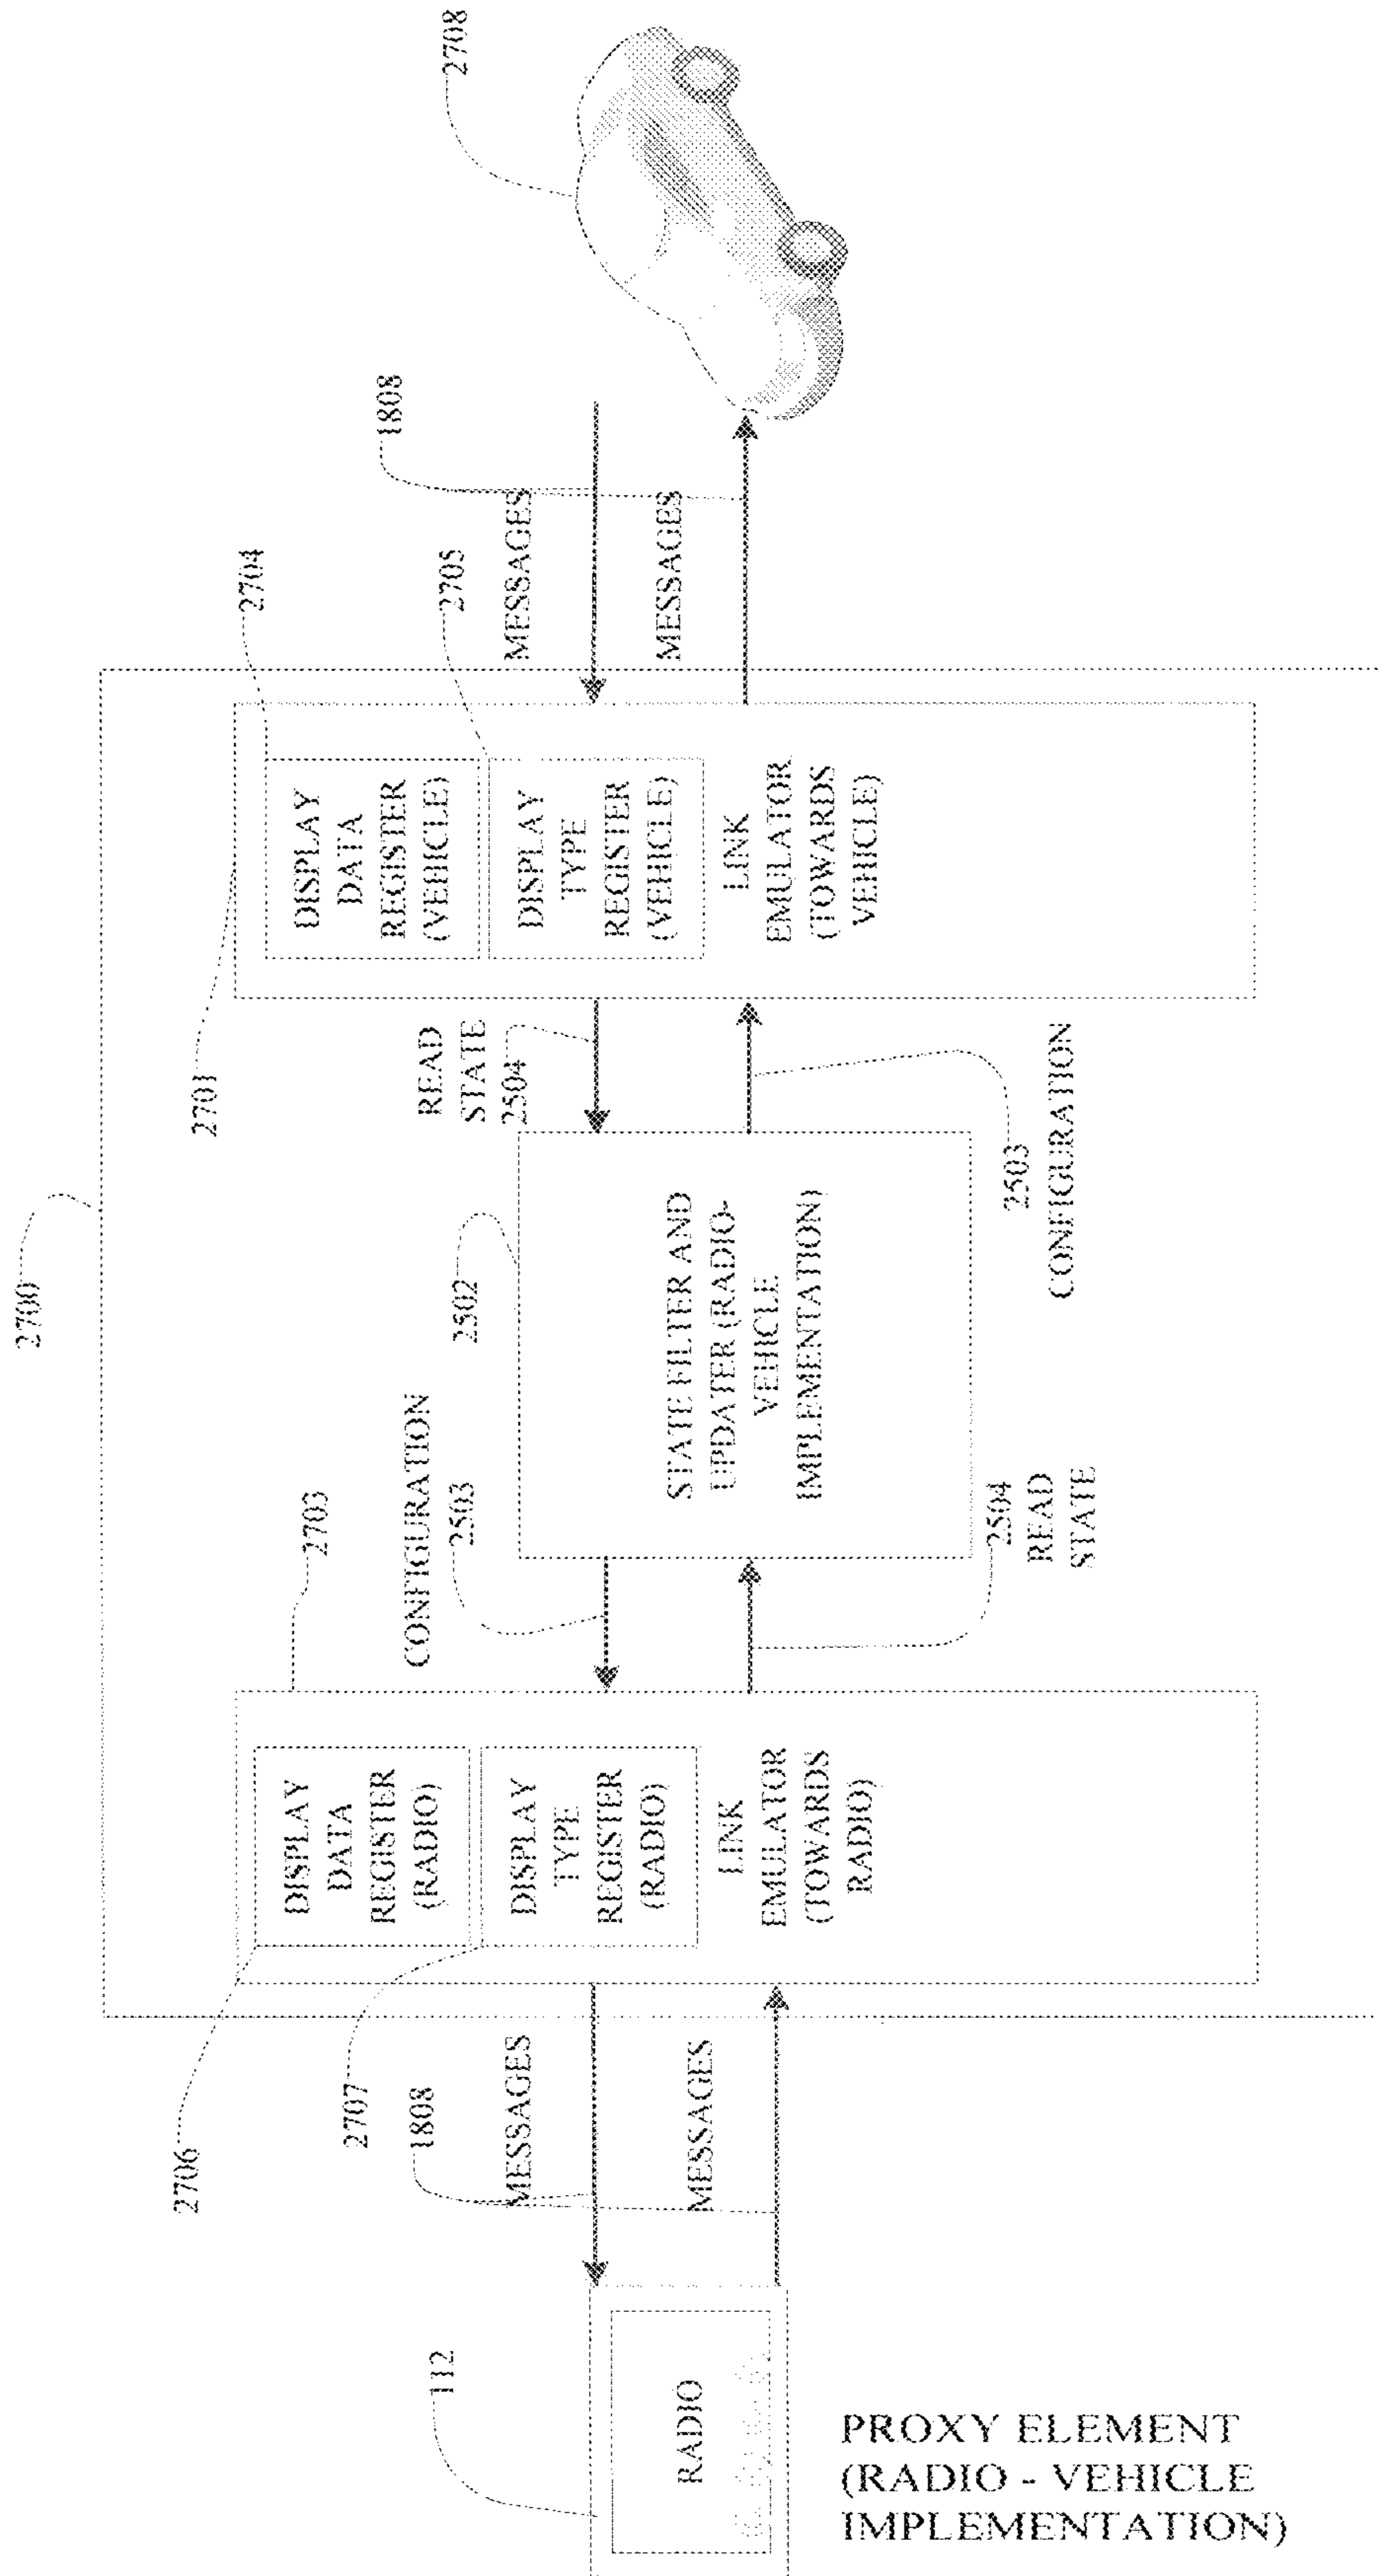 2700
2701
2704
2705
2708
1808
MESSAGES
MESSAGES
DISPLAY
DATA
REGISTER
(VEHICLE)
DISPLAY
TYPE
REGISTER
(VEHICLE)
LINK
EMULATOR
(TOWARDS
VEHICLE)
READ
STATE
2504
2503
CONFIGURATION
2502
STATE FILTER AND
UPDATER (RADIO-
VEHICLE
IMPLEMENTATION)
CONFIGURATION
2503
2504
READ
STATE
2703
DISPLAY
DATA
REGISTER
(RADIO)
DISPLAY
TYPE
REGISTER
(RADIO)
LINK
EMULATOR
(TOWARDS
RADIO)
2706
2707
1808
MESSAGES
MESSAGES
112
RADIO
PROXY ELEMENT
(RADIO - VEHICLE
IMPLEMENTATION)